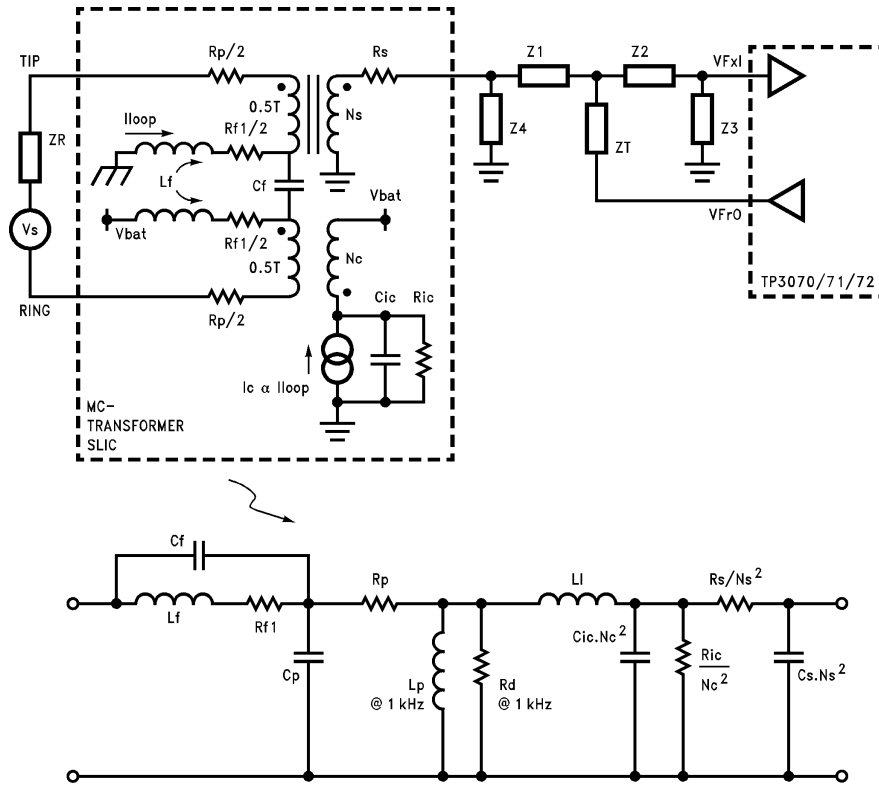 TIP
Rp/2
Rs
Z1
Z2
VFxI
0.5T
Ns
Iloop
Rf1/2
ZR
Z4
ZT
Z3
Lf
Cf
Vbat
Vbat
VFrO
Vs
Rf1/2
0.5T
Nc
TP3070/71/72
RING
Rp/2
Cic
Ric
Ic α Iloop
MC-
TRANSFORMER
SLIC
Cf
Lf
Rf1
Rp
Ll
Rs/Ns²
Cp
Lp
@ 1 kHz
Rd
@ 1 kHz
Cic.Nc²
Ric
Nc²
Cs.Ns²